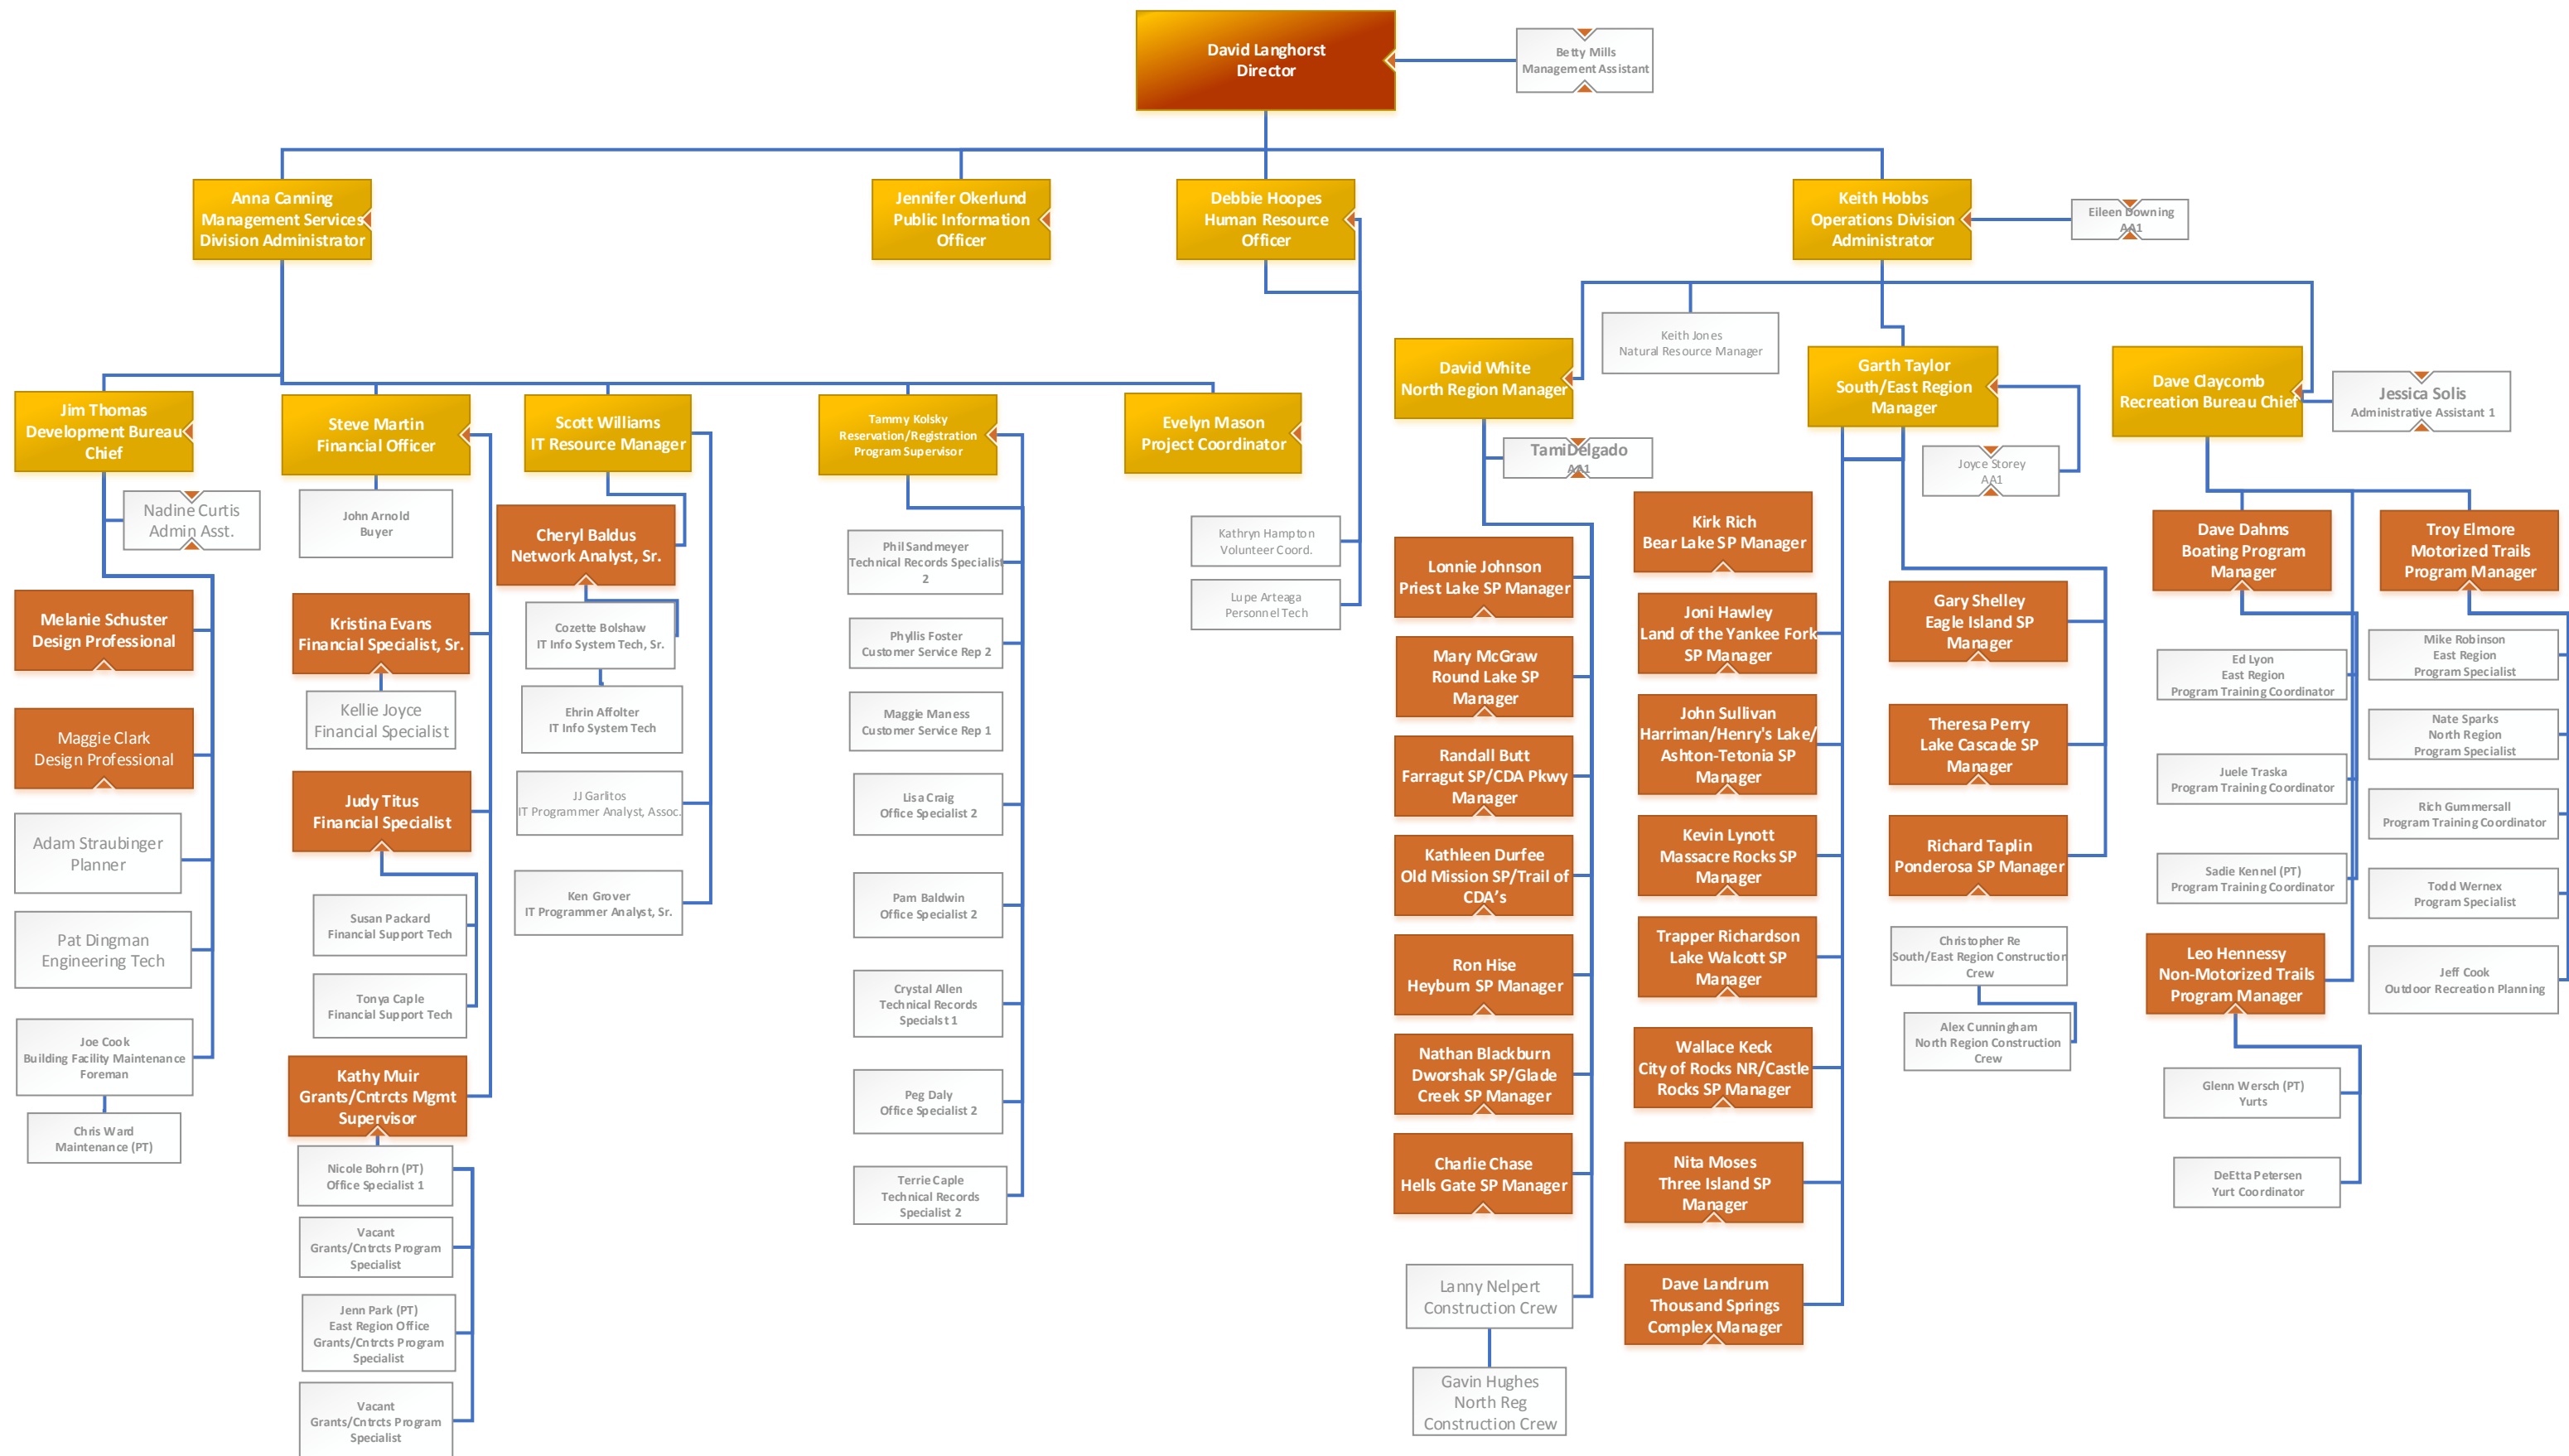 David Langhorst
Director
Betty Mills
Management Assistant
Anna Canning
Management Services
Division Administrator
Jennifer Okerlund
Public Information
Officer
Debbie Hoopes
Human Resource
Officer
Keith Hobbs
Operations Division
Administrator
Eileen Downing
AA1
Jim Thomas
Development Bureau
Chief
Steve Martin
Financial Officer
Scott Williams
IT Resource Manager
Tammy Kolsky
Reservation/Registration
Program Supervisor
Evelyn Mason
Project Coordinator
David White
North Region Manager
Keith Jones
Natural Resource Manager
Garth Taylor
South/East Region
Manager
Dave Claycomb
Recreation Bureau Chief
Jessica Solis
Administrative Assistant 1
Nadine Curtis
Admin Asst.
Melanie Schuster
Design Professional
Maggie Clark
Design Professional
Adam Straubinger
Planner
Pat Dingman
Engineering Tech
Joe Cook
Building Facility Maintenance
Foreman
Chris Ward
Maintenance (PT)
John Arnold
Buyer
Kristina Evans
Financial Specialist, Sr.
Kellie Joyce
Financial Specialist
Judy Titus
Financial Specialist
Susan Packard
Financial Support Tech
Tonya Caple
Financial Support Tech
Kathy Muir
Grants/Cntrcts Mgmt
Supervisor
Nicole Bohrn (PT)
Office Specialist 1
Vacant
Grants/Cntrcts Program
Specialist
Jenn Park (PT)
East Region Office
Grants/Cntrcts Program
Specialist
Vacant
Grants/Cntrcts Program
Specialist
Cheryl Baldus
Network Analyst, Sr.
Cozette Bolshaw
IT Info System Tech, Sr.
Ehrin Affolter
IT Info System Tech
JJ Garlitos
IT Programmer Analyst, Assoc.
Ken Grover
IT Programmer Analyst, Sr.
Phil Sandmeyer
Technical Records Specialist
2
Phyllis Foster
Customer Service Rep 2
Maggie Maness
Customer Service Rep 1
Lisa Craig
Office Specialist 2
Pam Baldwin
Office Specialist 2
Crystal Allen
Technical Records
Specialst 1
Peg Daly
Office Specialist 2
Terrie Caple
Technical Records
Specialist 2
Kathryn Hampton
Volunteer Coord.
Lupe Arteaga
Personnel Tech
TamiDelgado
AA1
Lonnie Johnson
Priest Lake SP Manager
Mary McGraw
Round Lake SP
Manager
Randall Butt
Farragut SP/CDA Pkwy
Manager
Kathleen Durfee
Old Mission SP/Trail of
CDA’s
Ron Hise
Heyburn SP Manager
Nathan Blackburn
Dworshak SP/Glade
Creek SP Manager
Charlie Chase
Hells Gate SP Manager
Lanny Nelpert
Construction Crew
Gavin Hughes
North Reg
Construction Crew
Kirk Rich
Bear Lake SP Manager
Joni Hawley
Land of the Yankee Fork
SP Manager
John Sullivan
Harriman/Henry's Lake/
Ashton-Tetonia SP
Manager
Kevin Lynott
Massacre Rocks SP
Manager
Trapper Richardson
Lake Walcott SP
Manager
Wallace Keck
City of Rocks NR/Castle
Rocks SP Manager
Nita Moses
Three Island SP
Manager
Dave Landrum
Thousand Springs
Complex Manager
Joyce Storey
AA1
Gary Shelley
Eagle Island SP
Manager
Theresa Perry
Lake Cascade SP
Manager
Richard Taplin
Ponderosa SP Manager
Christopher Re
South/East Region Construction
Crew
Alex Cunningham
North Region Construction
Crew
Dave Dahms
Boating Program
Manager
Ed Lyon
East Region
Program Training Coordinator
Juele Traska
Program Training Coordinator
Sadie Kennel (PT)
Program Training Coordinator
Leo Hennessy
Non-Motorized Trails
Program Manager
Glenn Wersch (PT)
Yurts
DeEtta Petersen
Yurt Coordinator
Troy Elmore
Motorized Trails
Program Manager
Mike Robinson
East Region
Program Specialist
Nate Sparks
North Region
Program Specialist
Rich Gummersall
Program Training Coordinator
Todd Wernex
Program Specialist
Jeff Cook
Outdoor Recreation Planning